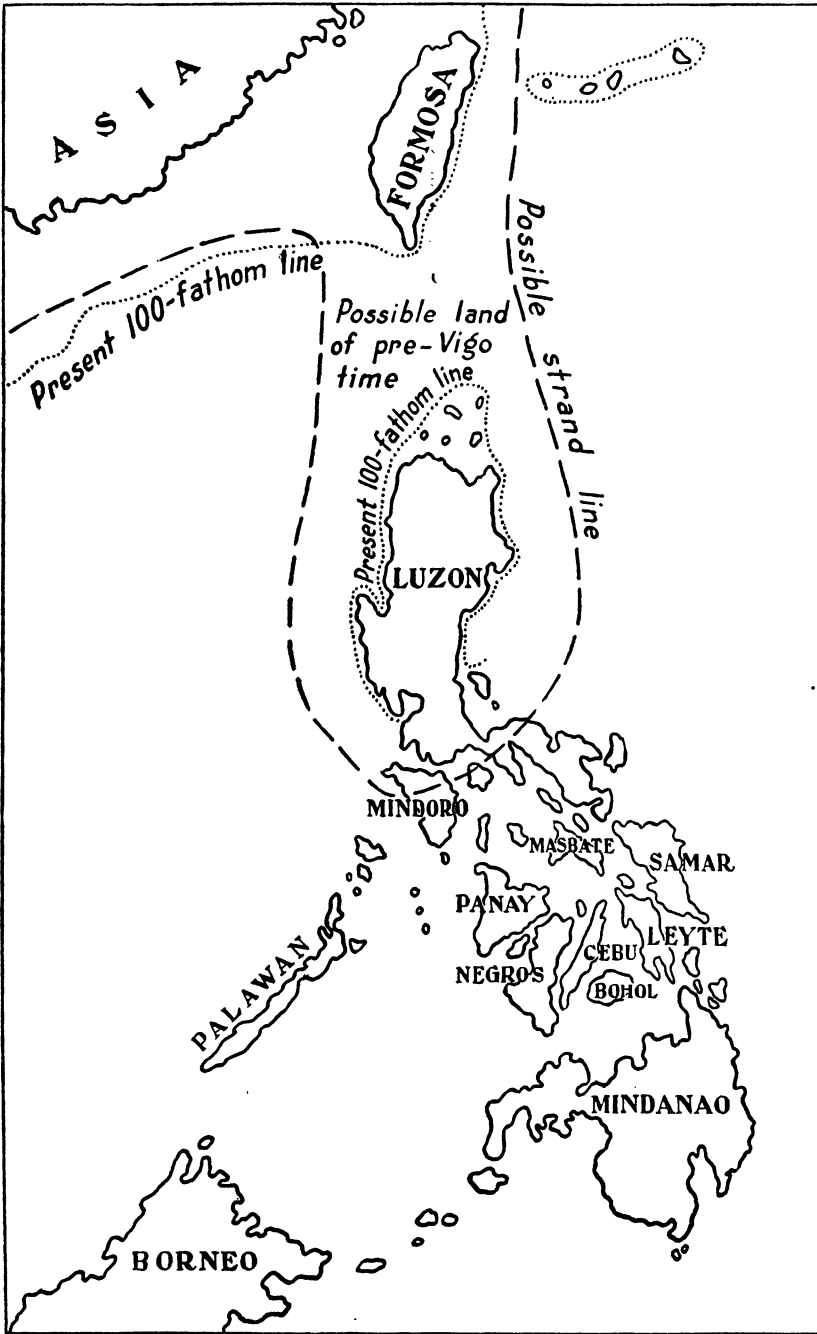 ASIA
FORMOSA
Present 100-fathom line
Possible strand line
Possible land
of pre-Vigo
time
Present 100-fathom line
LUZON
MINDORO
MASBATE
SAMAR
PANAY
LEYTE
CEBU
NEGROS
BOHOL
PALAWAN
MINDANAO
BORNEO